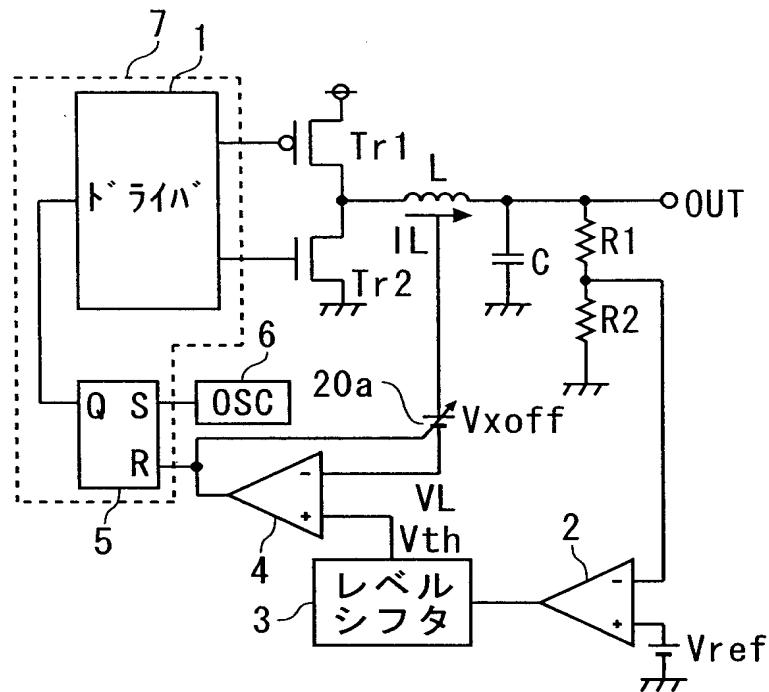 7
1
Tr1
ドライバ
L
OUT
IL
R1
C
Tr2
R2
6
20a
Q
S
OSC
Vxoff
R
-
VL
+
5
4
Vth
2
3
レベル
シフタ
-
+
Vref